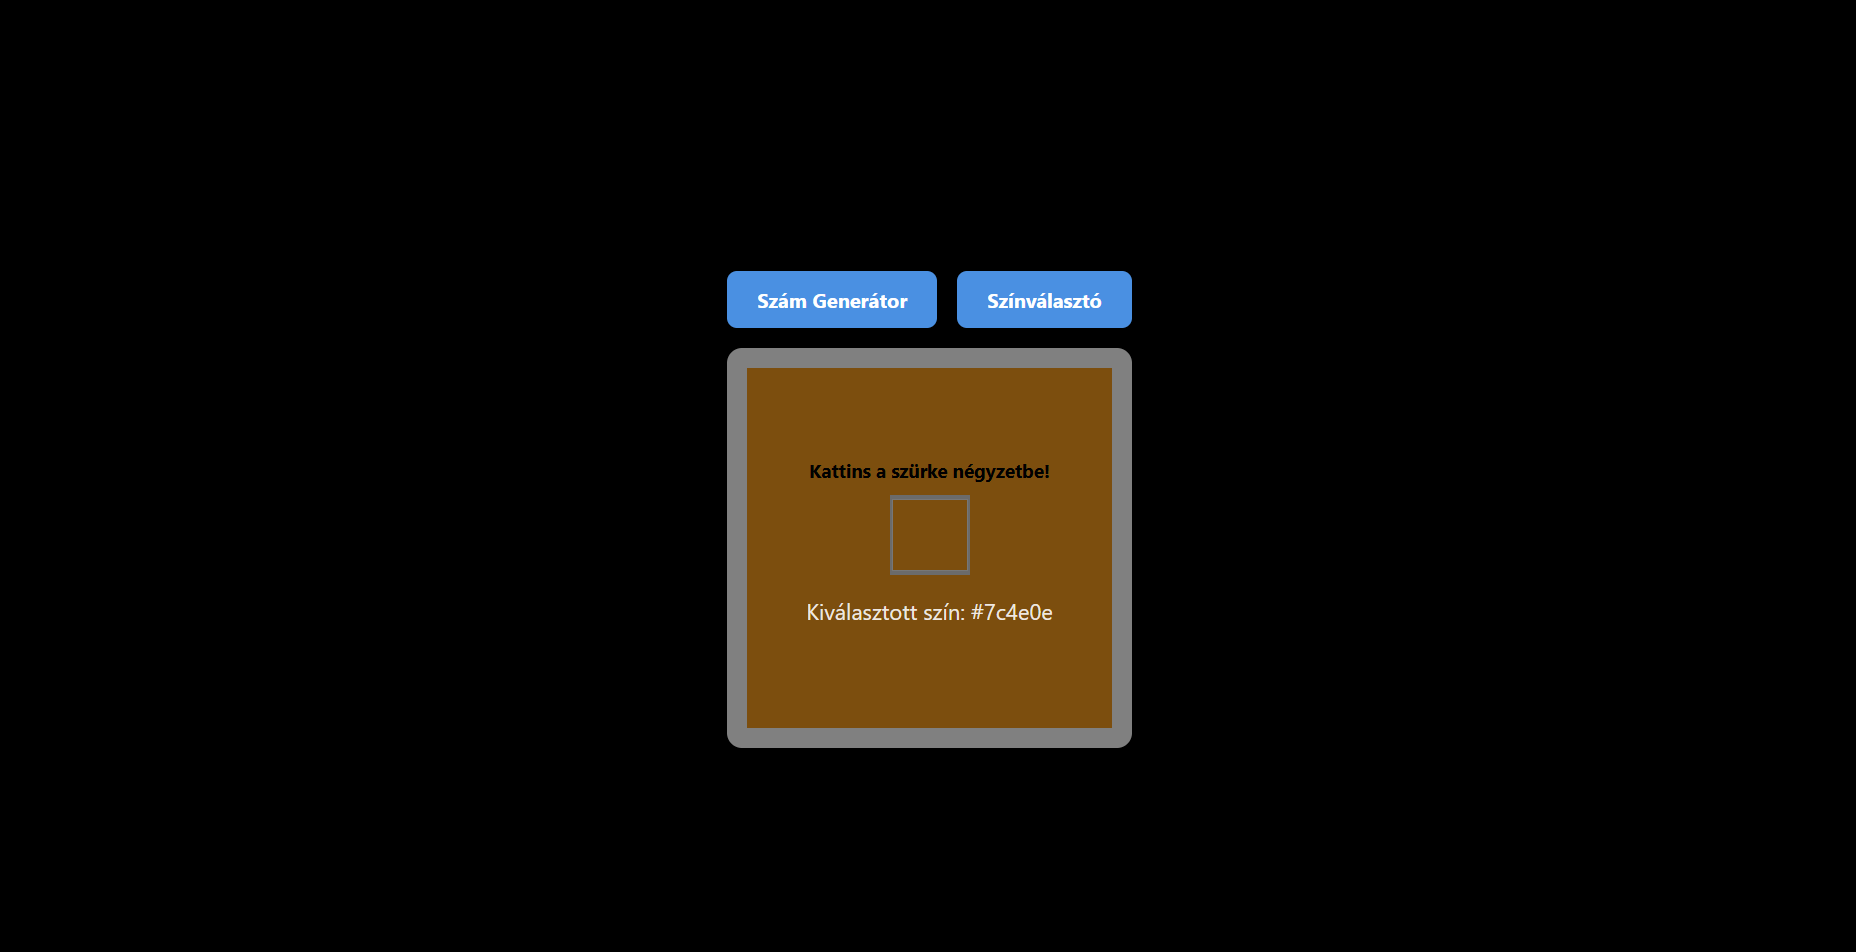 Szám Generátor
Színválasztó
Kattins a szürke négyzetbe!
Kiválasztott szín: #7c4e0e